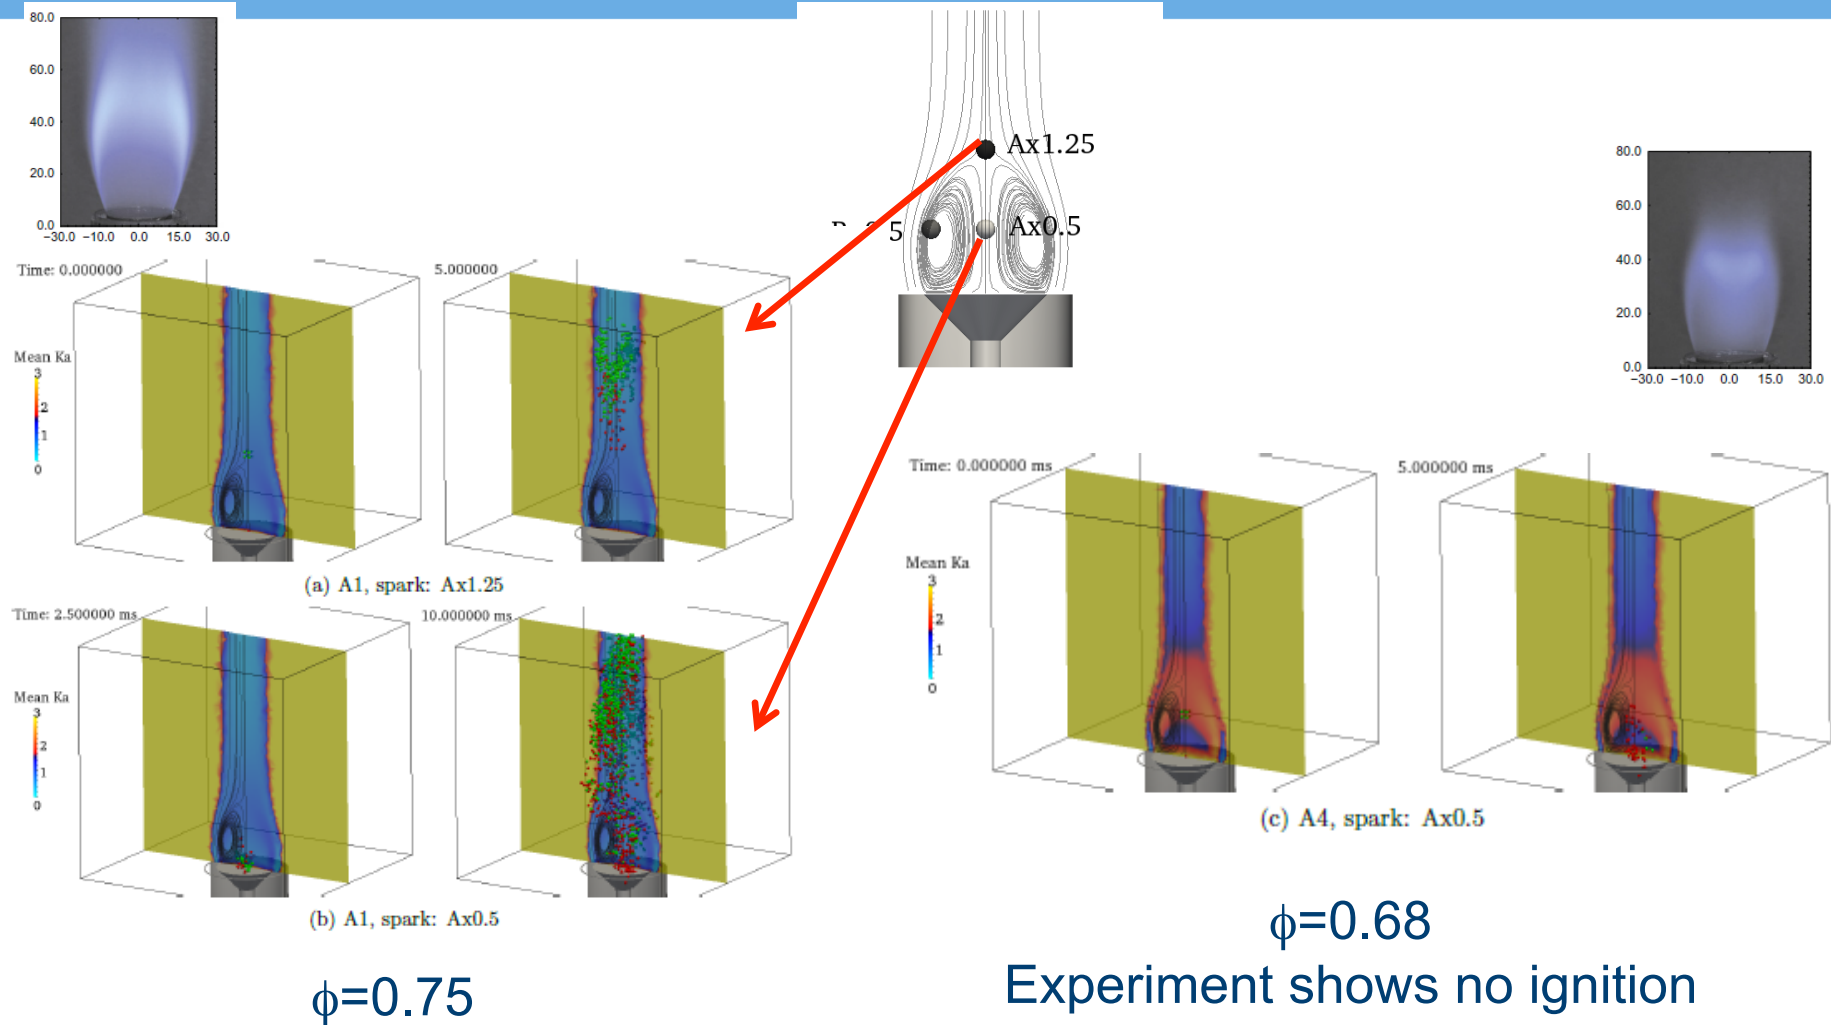 80.0
60.0
40.0
20.0
0.0
−30.0 −10.0 0.0 15.0 30.0
Ax1.25
5
Ax0.5
80.0
60.0
40.0
20.0
0.0
−30.0 −10.0 0.0 15.0 30.0
Time: 0.000000
5.000000
Mean Ka
3
2
1
0
(a) A1, spark: Ax1.25
Time: 2.500000 ms
10.000000 ms
Mean Ka
3
2
1
0
(b) A1, spark: Ax0.5
ϕ=0.75
Time: 0.000000 ms
5.000000 ms
Mean Ka
3
2
1
0
(c) A4, spark: Ax0.5
ϕ=0.68
Experiment shows no ignition